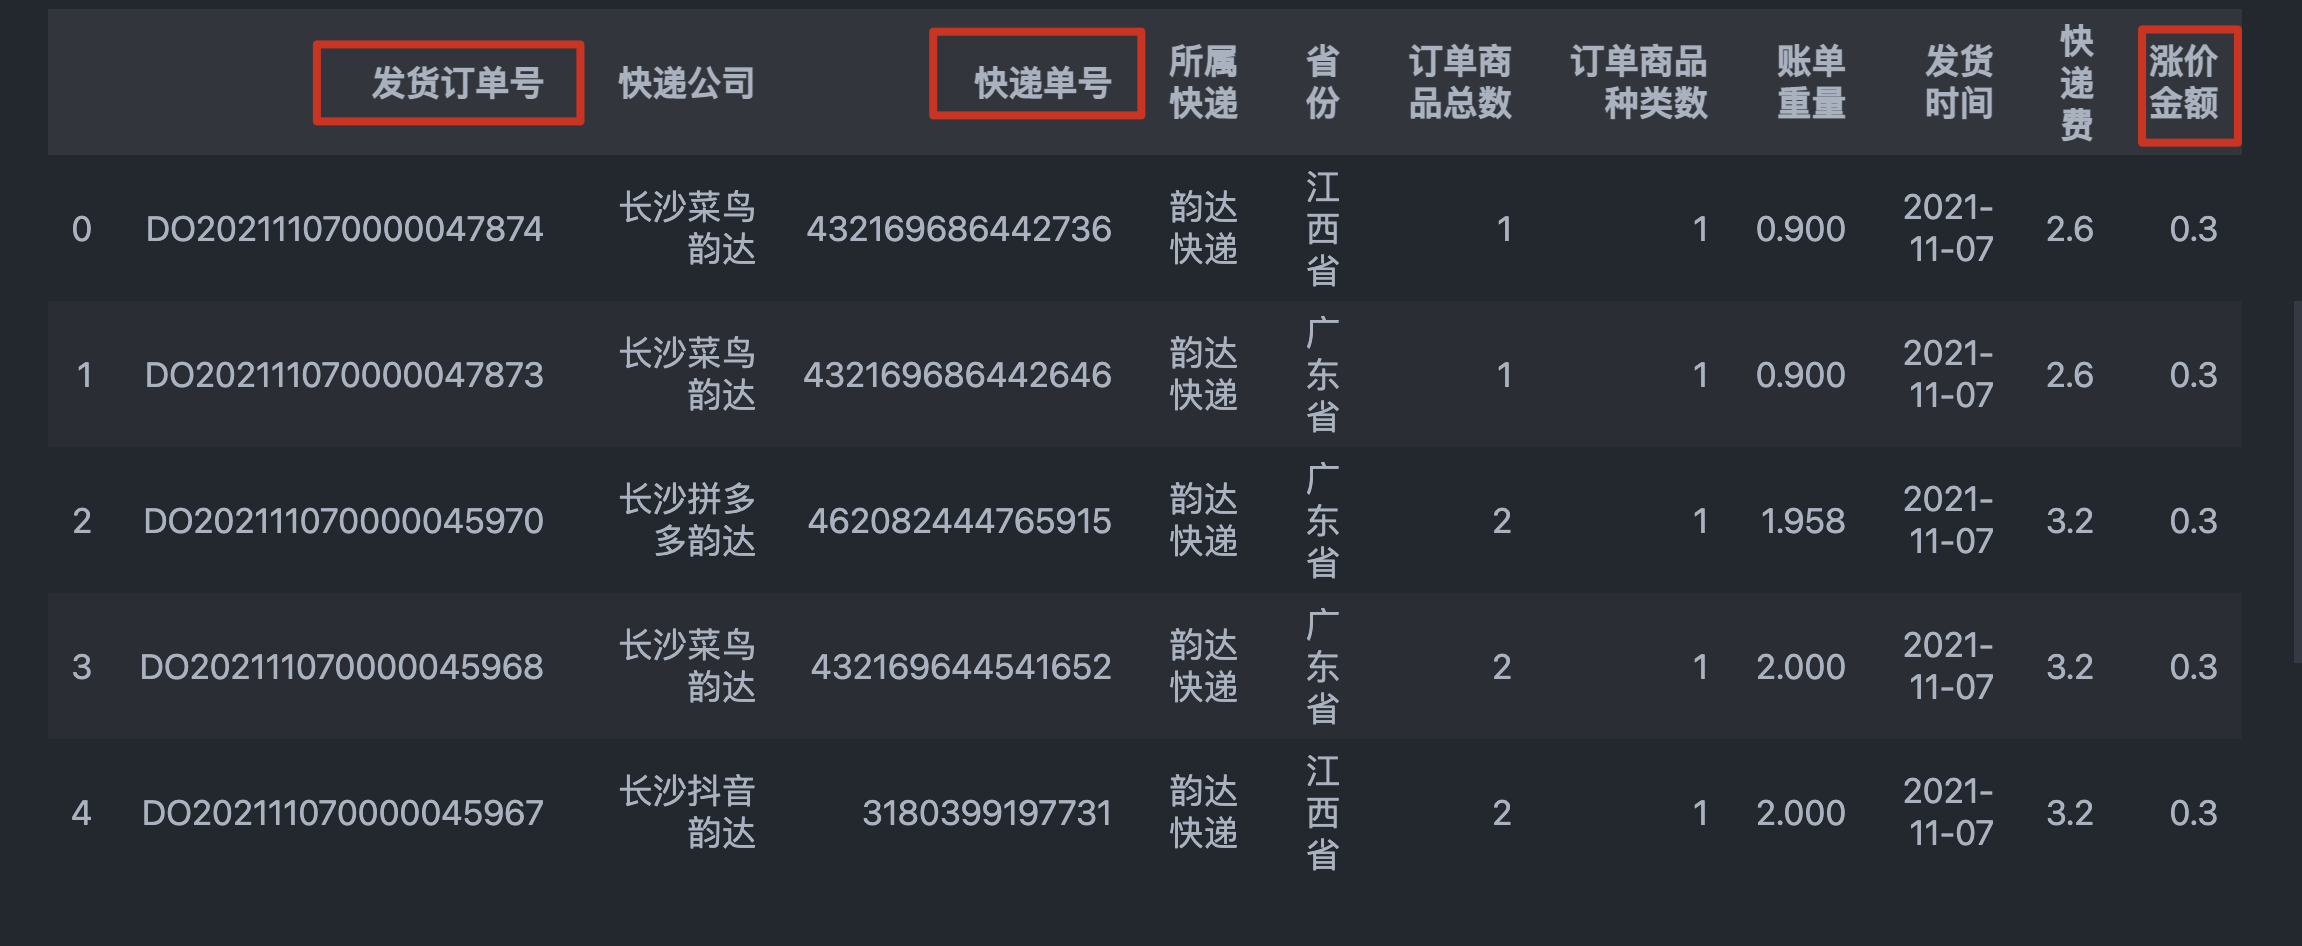 发货订单号 快递公司 快递单号 所属快递 省份 订单商品总数 订单商品种类数 账单重量 发货时间 快递费 涨价金额
0 DO202111070000047874 长沙菜鸟韵达 432169686442736 韵达快递 江西省 1 1 0.900 2021-11-07 2.6 0.3
1 DO202111070000047873 长沙菜鸟韵达 432169686442646 韵达快递 广东省 1 1 0.900 2021-11-07 2.6 0.3
2 DO202111070000045970 长沙拼多多韵达 462082444765915 韵达快递 广东省 2 1 1.958 2021-11-07 3.2 0.3
3 DO202111070000045968 长沙菜鸟韵达 432169644541652 韵达快递 广东省 2 1 2.000 2021-11-07 3.2 0.3
4 DO202111070000045967 长沙抖音韵达 3180399197731 韵达快递 江西省 2 1 2.000 2021-11-07 3.2 0.3